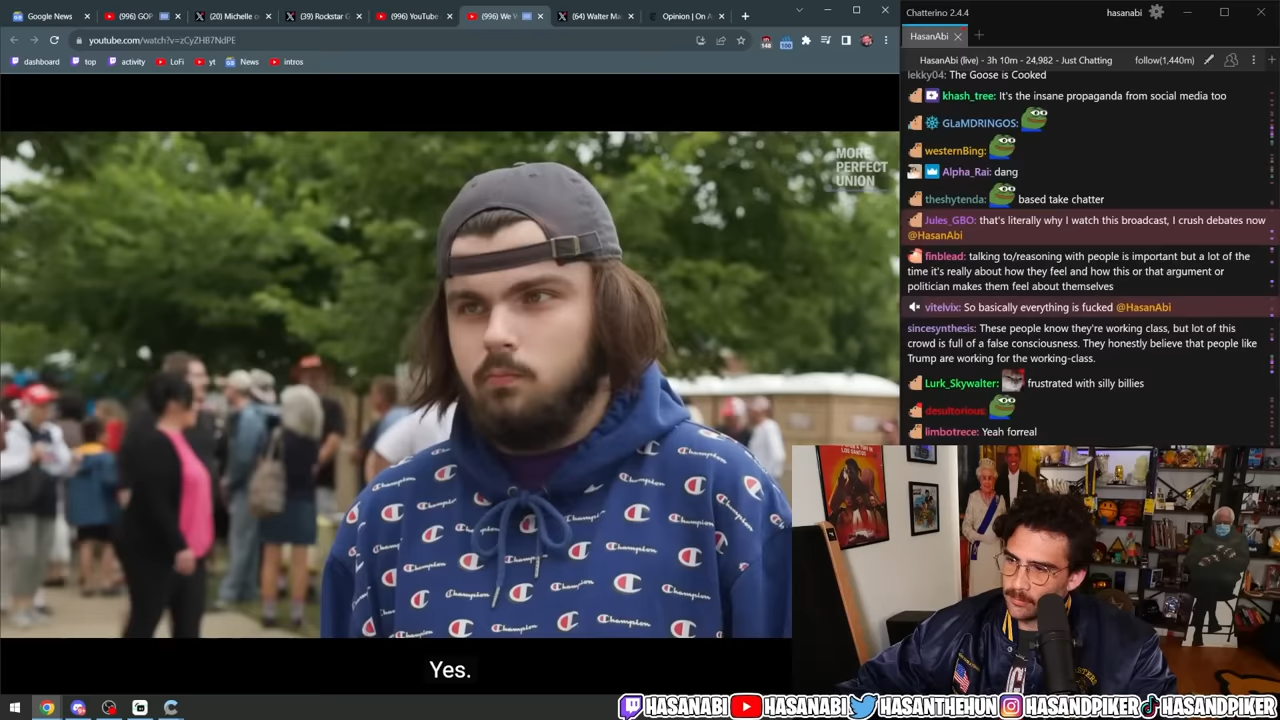 Google News
(996) GOP
(20) Michelle o
(39) Rockstar G
(996) YouTube
(996) We V
(64) Walter Ma
Opinion | On A
youtube.com/watch?v=zCyZHB7NdPE
148
100
dashboard
top
activity
LoFi
yt
News
intros
MORE
PERFECT
UNION
Champion
Yes.
Chatterino 2.4.4
hasanabi
HasanAbi
HasanAbi (live) - 3h 10m - 24,982 - Just Chatting
follow(1,440m)
lekky04: The Goose is Cooked
khash_tree: It's the insane propaganda from social media too
GLaMDRINGOS:
westernBing:
Alpha_Rai: dang
theshytenda: based take chatter
Jules_GBO: that's literally why I watch this broadcast, I crush debates now
@HasanAbi
finblead: talking to/reasoning with people is important but a lot of the
time it's really about how they feel and how this or that argument or
politician makes them feel about themselves
vitelvix: So basically everything is fucked @HasanAbi
sincesynthesis: These people know they're working class, but lot of this
crowd is full of a false consciousness. They honestly believe that people like
Trump are working for the working-class.
Lurk_Skywalter: frustrated with silly billies
desultorious:
limbotrece: Yeah forreal
HASANABI HASANABI HASANTHEHUN HASANDPIKER HASANDPIKER